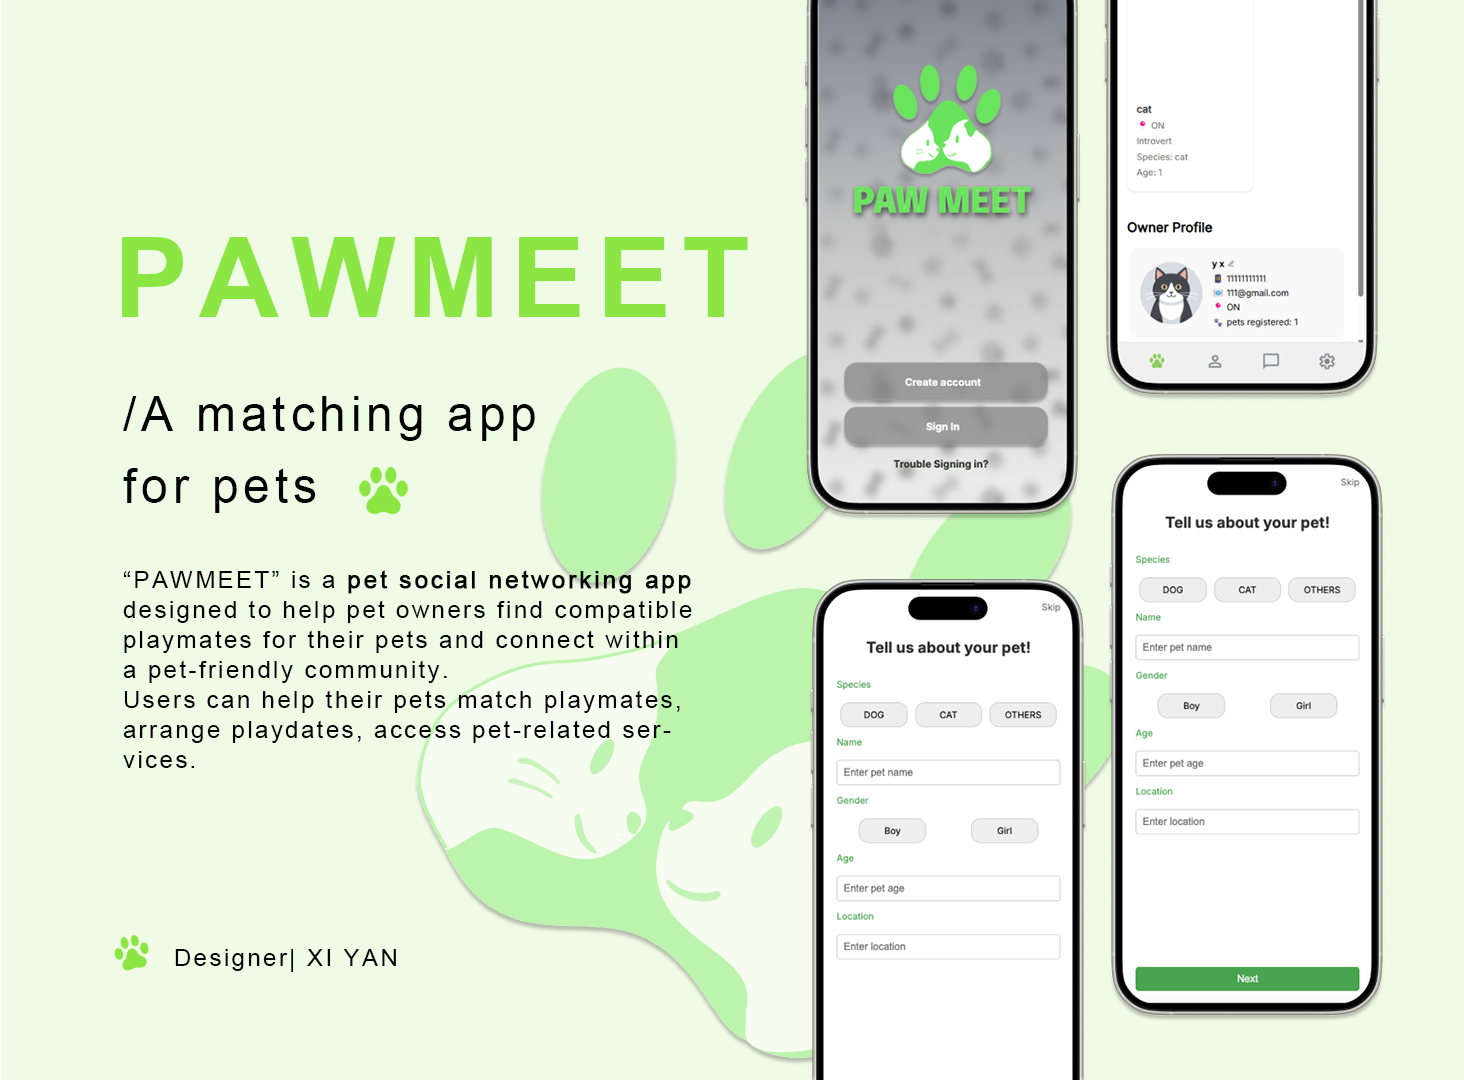 PAWMEET
/A matching app
for pets
“PAWMEET” is a pet social networking app
designed to help pet owners find compatible
playmates for their pets and connect within
a pet-friendly community.
Users can help their pets match playmates,
arrange playdates, access pet-related ser-
vices.
Designer| XI YAN
PAW MEET
Create account
Sign In
Trouble Signing in?
cat
ON
Introvert
Species: cat
Age: 1
Owner Profile
y x
11111111111
111@gmail.com
ON
pets registered: 1
Skip
Tell us about your pet!
Species
DOG CAT OTHERS
Name
Enter pet name
Gender
Boy Girl
Age
Enter pet age
Location
Enter location
Skip
Tell us about your pet!
Species
DOG CAT OTHERS
Name
Enter pet name
Gender
Boy Girl
Age
Enter pet age
Location
Enter location
Next